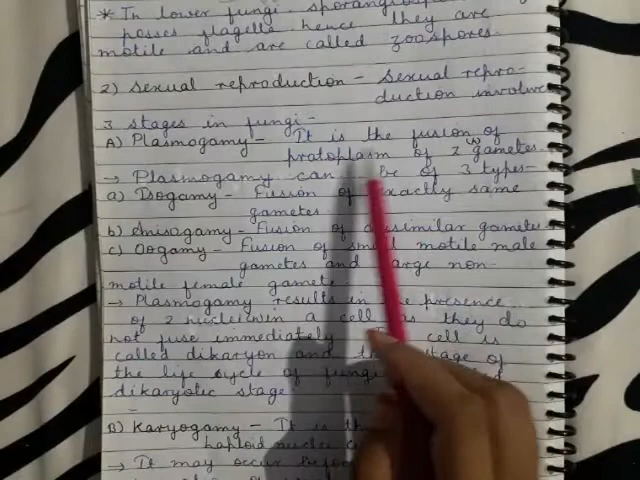 * In lower fungi, sporangiosp
posses flagella hence they are
motile and are called zoospores.
2) Sexual reproduction - Sexual repro-
duction involve
3 stages in fungi -
A) Plasmogamy - It is the fusion of
protoplasm of 2 (n) gametes.
→ Plasmogamy can be of 3 types-
a) Isogamy - Fusion of exactly same
gametes
b) Anisogamy - Fusion of dissimilar gamete
c) Oogamy - Fusion of small motile male
gametes and large non-
motile female gamete
→ Plasmogamy results in the presence
of 2 nuclei(n) in a cell as they do
not fuse immediately cell is
called dikaryon and the stage of
the life cycle of fungi
dikaryotic stage
B) Karyogamy - It is th
haploid nuclei
→ It may occur